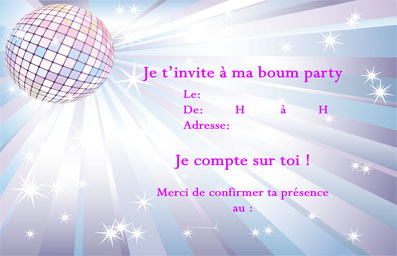 Je t'invite à ma boum party
Le:
De: H à H
Adresse:
Je compte sur toi !
Merci de confirmer ta présence
au :